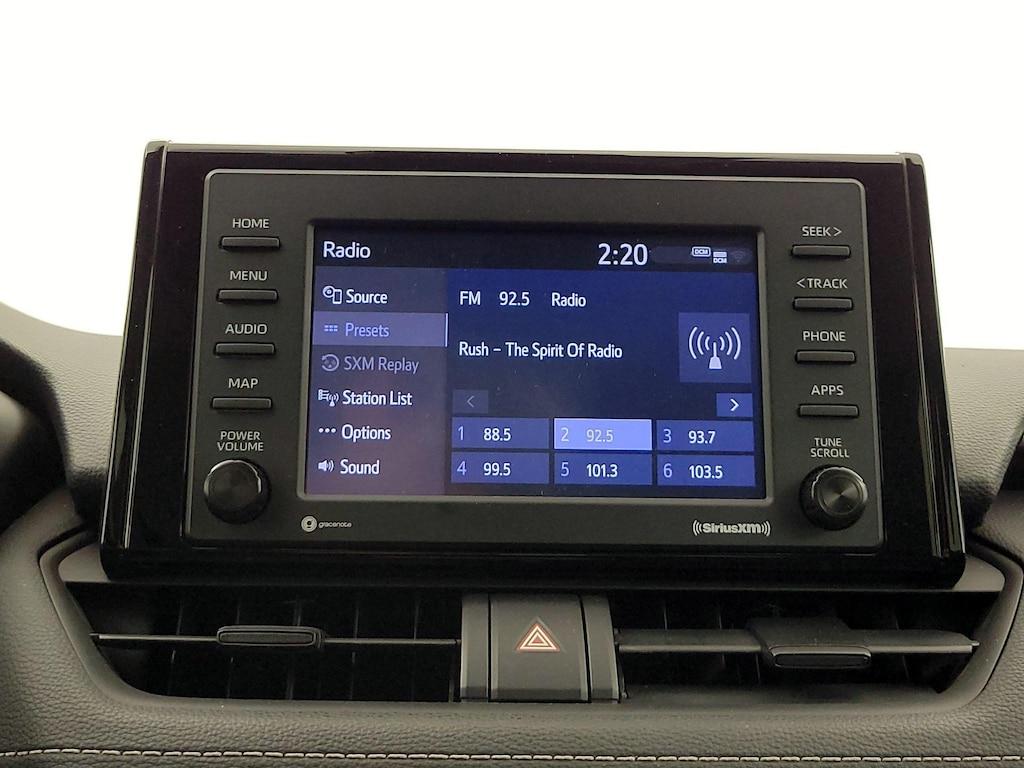 HOME
MENU
AUDIO
MAP
POWER
VOLUME
Radio
2:20
DCM
DCM
Source
Presets
SXM Replay
Station List
Options
Sound
FM 92.5 Radio
Rush – The Spirit Of Radio
<
>
1 88.5
2 92.5
3 93.7
4 99.5
5 101.3
6 103.5
SEEK >
< TRACK
PHONE
APPS
TUNE
SCROLL
g gracenote
((SiriusXM))